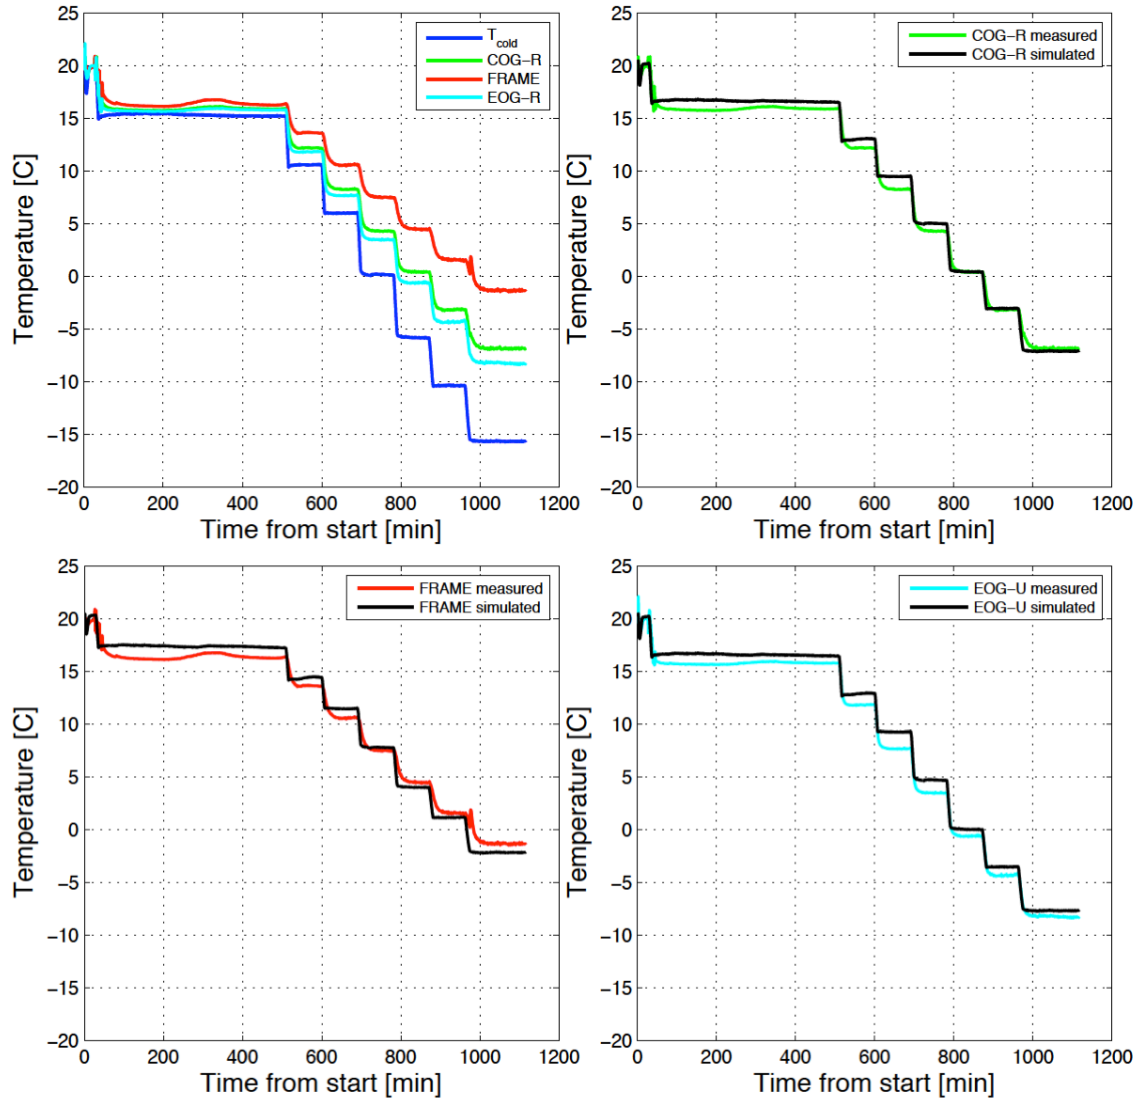 25
20
15
10
5
0
−5
−10
−15
−20
Temperature [C]
0 200 400 600 800 1000 1200
Time from start [min]
T_cold
COG−R
FRAME
EOG−R
25
20
15
10
5
0
−5
−10
−15
−20
Temperature [C]
0 200 400 600 800 1000 1200
Time from start [min]
COG−R measured
COG−R simulated
25
20
15
10
5
0
−5
−10
−15
−20
Temperature [C]
0 200 400 600 800 1000 1200
Time from start [min]
FRAME measured
FRAME simulated
25
20
15
10
5
0
−5
−10
−15
−20
Temperature [C]
0 200 400 600 800 1000 1200
Time from start [min]
EOG−U measured
EOG−U simulated